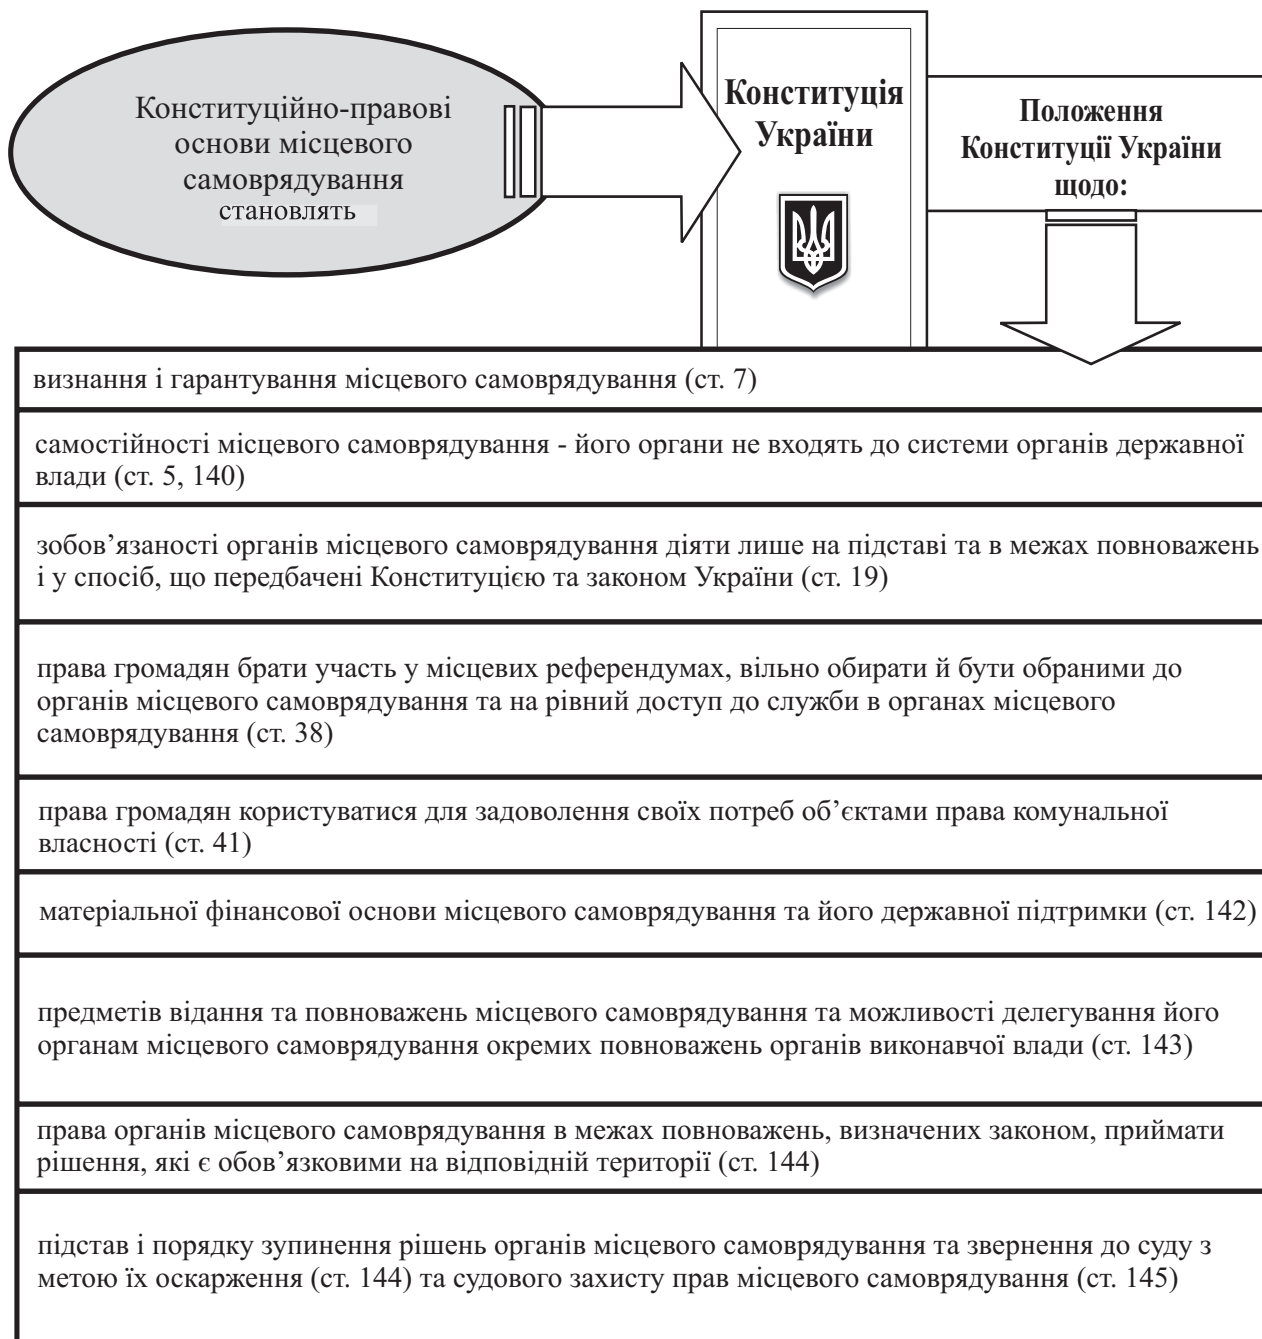 Конституційно-правові
основи місцевого
самоврядування
становлять
Конституція
України
Положення
Конституції України
щодо:
визнання і гарантування місцевого самоврядування (ст. 7)
самостійності місцевого самоврядування - його органи не входять до системи органів державної
влади (ст. 5, 140)
зобов’язаності органів місцевого самоврядування діяти лише на підставі та в межах повноважень
і у спосіб, що передбачені Конституцією та законом України (ст. 19)
права громадян брати участь у місцевих референдумах, вільно обирати й бути обраними до
органів місцевого самоврядування та на рівний доступ до служби в органах місцевого
самоврядування (ст. 38)
права громадян користуватися для задоволення своїх потреб об’єктами права комунальної
власності (ст. 41)
матеріальної фінансової основи місцевого самоврядування та його державної підтримки (ст. 142)
предметів відання та повноважень місцевого самоврядування та можливості делегування його
органам місцевого самоврядування окремих повноважень органів виконавчої влади (ст. 143)
права органів місцевого самоврядування в межах повноважень, визначених законом, приймати
рішення, які є обов’язковими на відповідній території (ст. 144)
підстав і порядку зупинення рішень органів місцевого самоврядування та звернення до суду з
метою їх оскарження (ст. 144) та судового захисту прав місцевого самоврядування (ст. 145)